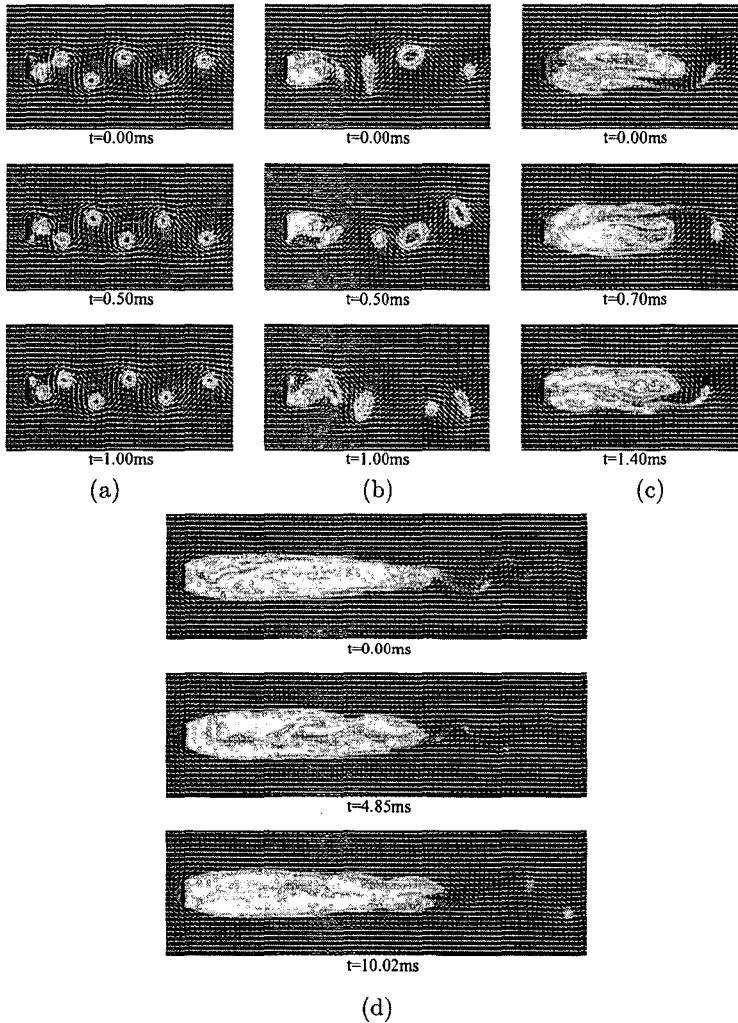 t=0.00ms t=0.00ms t=0.00ms
t=0.50ms t=0.50ms t=0.70ms
t=1.00ms t=1.00ms t=1.40ms
(a) (b) (c)
t=0.00ms
t=4.85ms
t=10.02ms
(d)